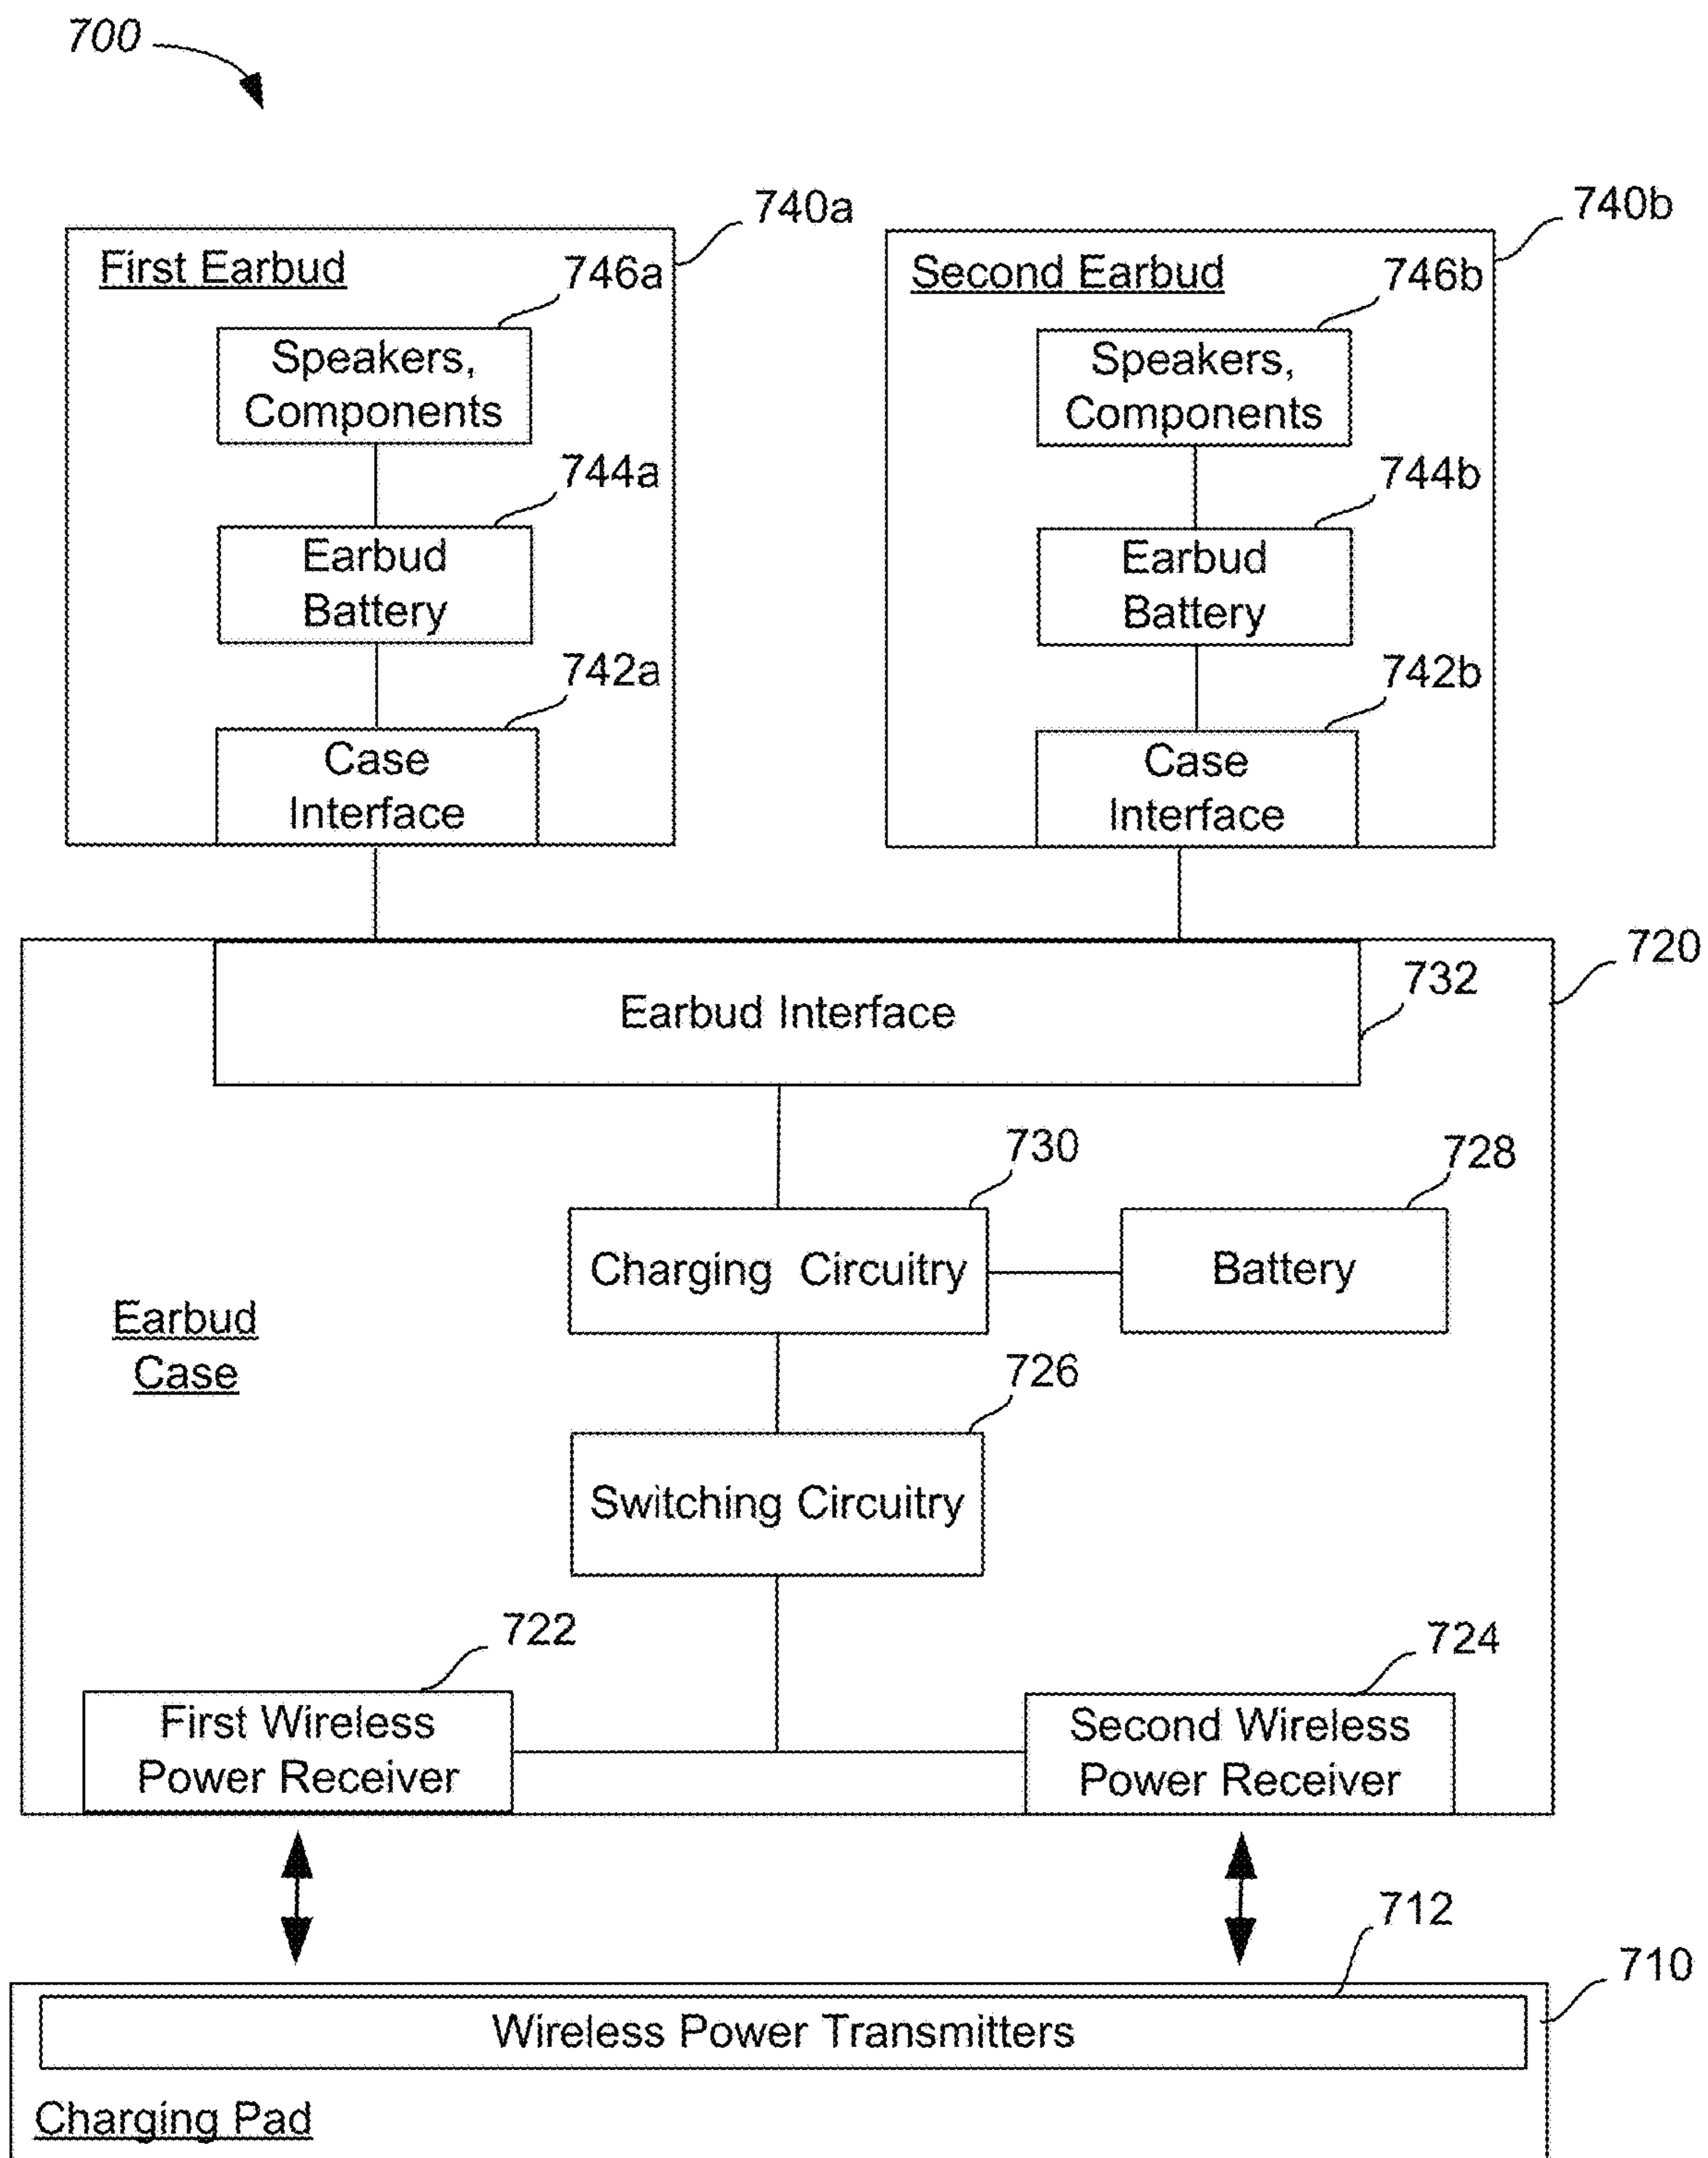 700
740a
740b
First Earbud
746a
Second Earbud
746b
Speakers,
Components
Speakers,
Components
744a
744b
Earbud
Battery
Earbud
Battery
742a
742b
Case
Interface
Case
Interface
720
732
Earbud Interface
730
728
Charging Circuitry
Battery
Earbud
Case
726
Switching Circuitry
722
724
First Wireless
Power Receiver
Second Wireless
Power Receiver
712
710
Wireless Power Transmitters
Charging Pad